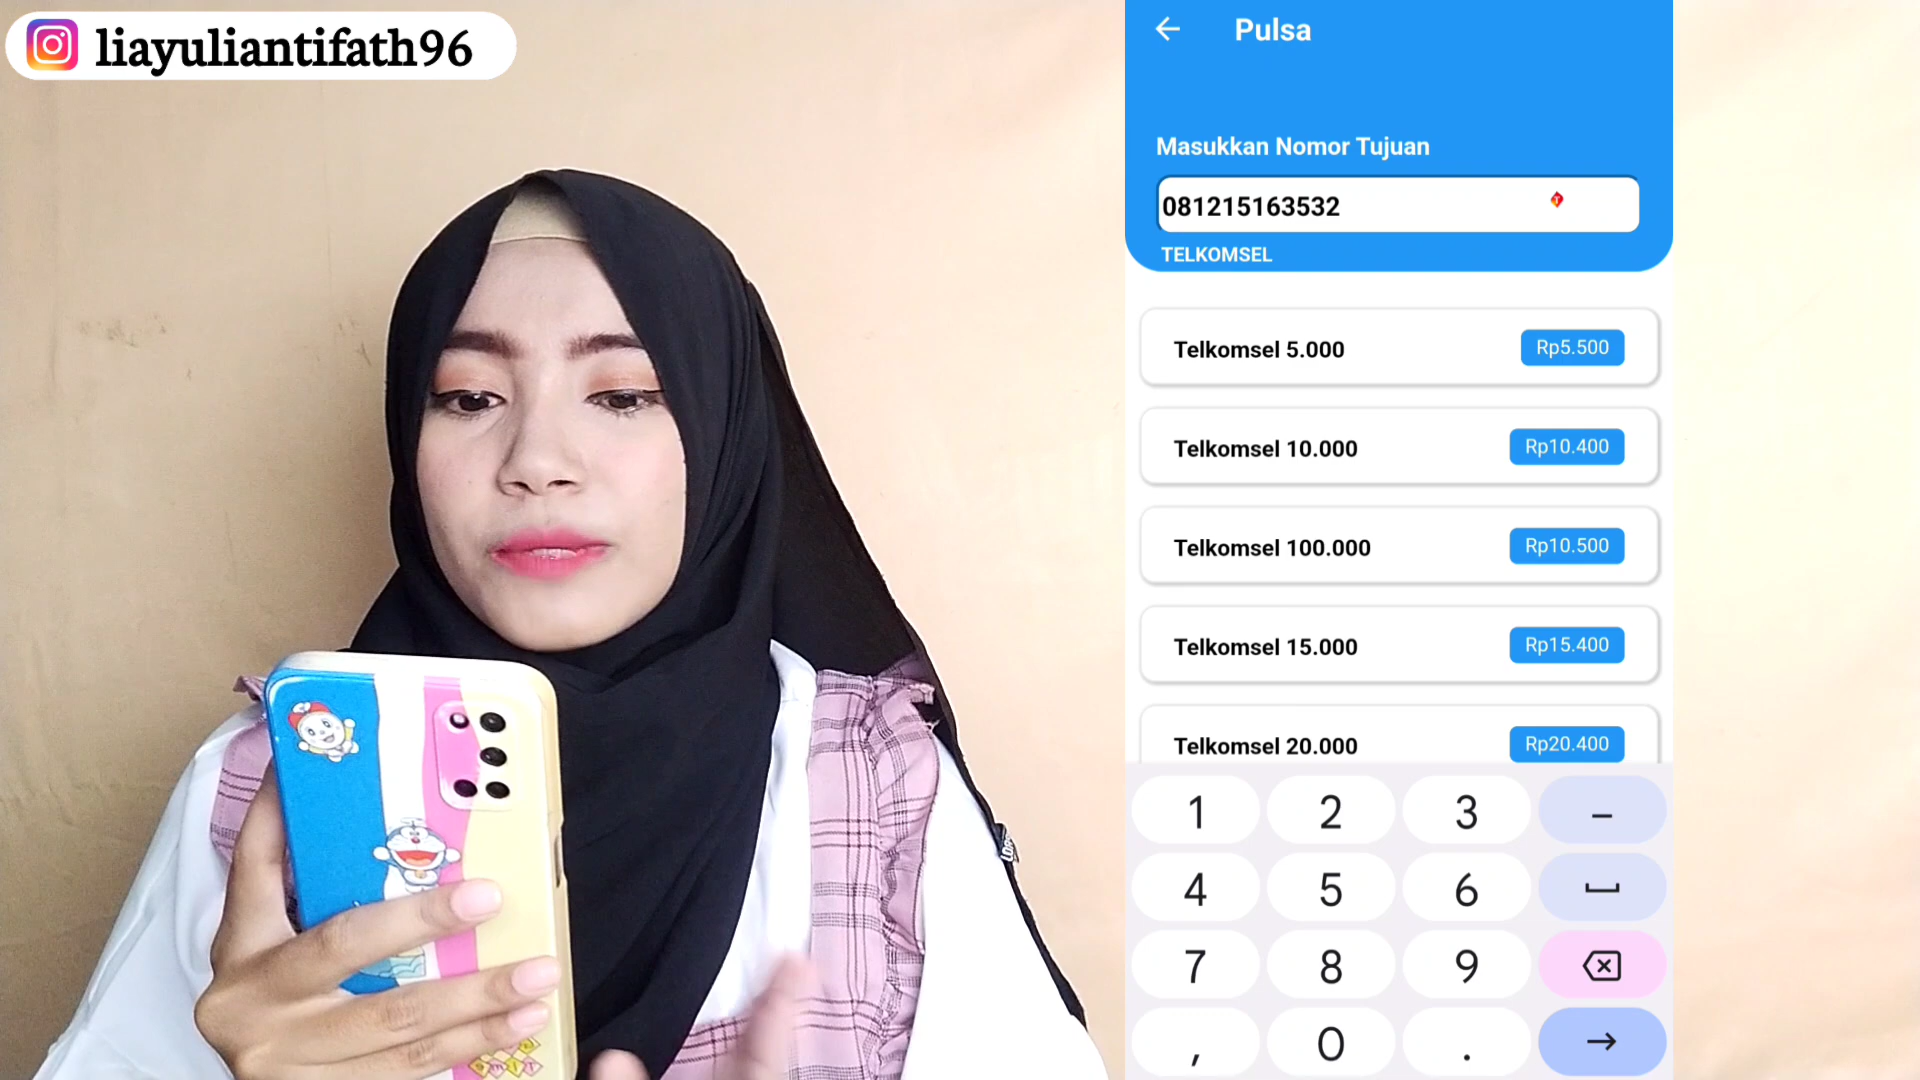 liayuliantifath96
Pulsa
Masukkan Nomor Tujuan
081215163532
TELKOMSEL
Telkomsel 5.000
Rp5.500
Telkomsel 10.000
Rp10.400
Telkomsel 100.000
Rp10.500
Telkomsel 15.000
Rp15.400
Telkomsel 20.000
Rp20.400
1 2 3 –
4 5 6
7 8 9
, 0 . →